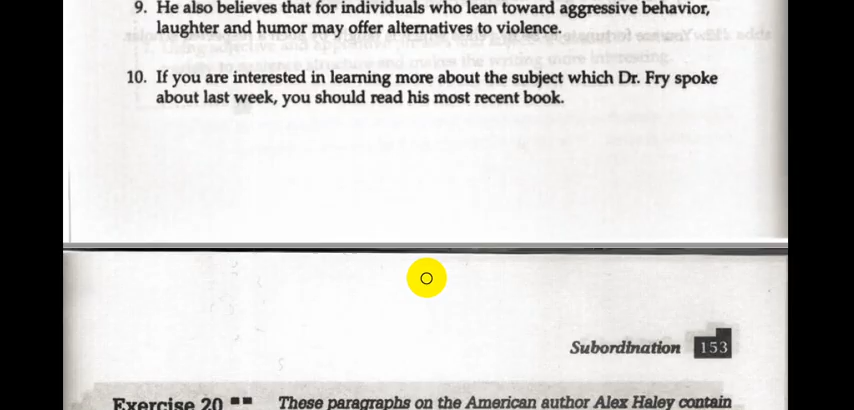 9. He also believes that for individuals who lean toward aggressive behavior,
laughter and humor may offer alternatives to violence.
10. If you are interested in learning more about the subject which Dr. Fry spoke
about last week, you should read his most recent book.
Subordination 153
Exercise 20 These paragraphs on the American author Alex Haley contain